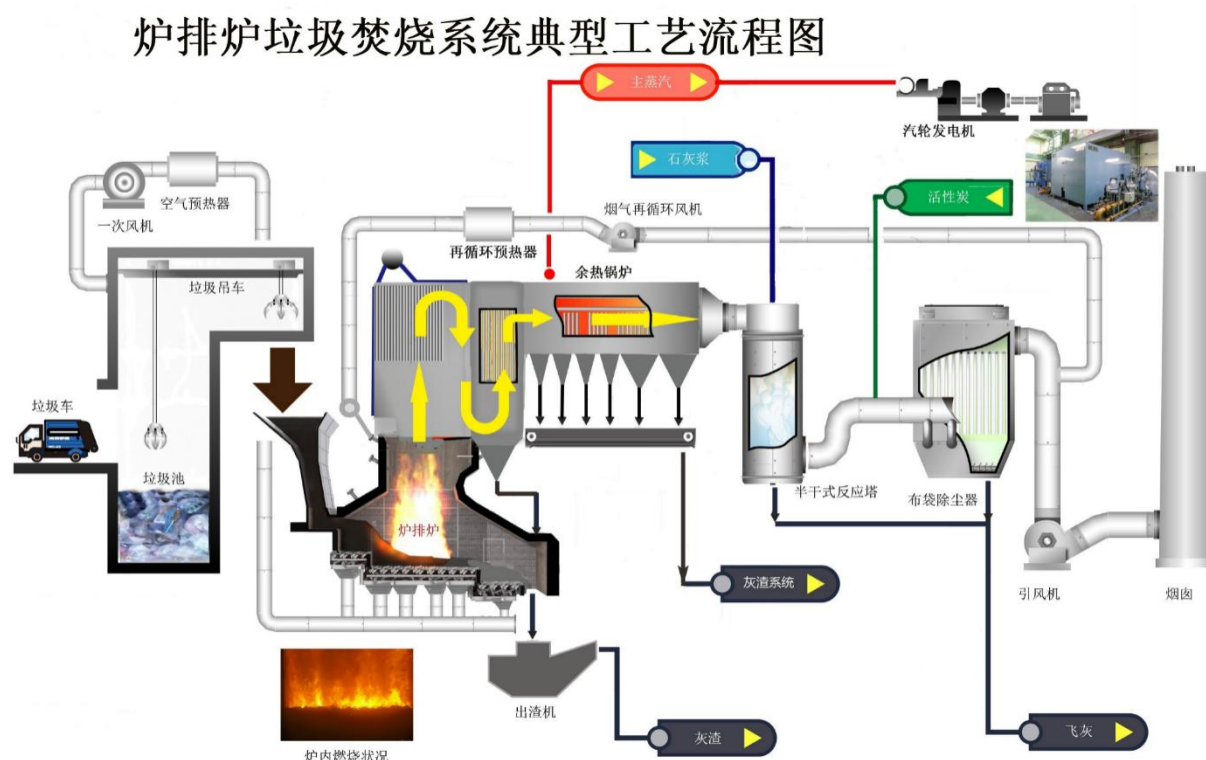 炉排炉垃圾焚烧系统典型工艺流程图
主蒸汽
汽轮发电机
石灰浆
活性炭
空气预热器
一次风机
烟气再循环风机
再循环预热器
余热锅炉
垃圾吊车
垃圾车
垃圾池
炉排炉
半干式反应塔
布袋除尘器
灰渣系统
引风机
烟囱
出渣机
灰渣
飞灰
炉内燃烧状况